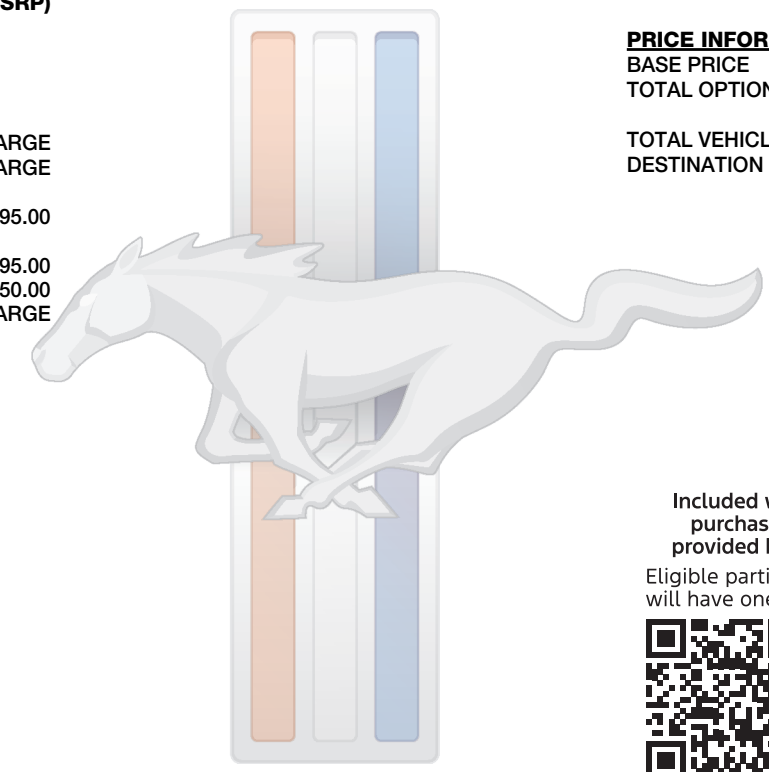 SRP)
ARGE
ARGE
95.00
95.00
50.00
ARGE
PRICE INFOR
BASE PRICE
TOTAL OPTION
TOTAL VEHICL
DESTINATION
Included w
purchas
provided b
Eligible parti
will have one